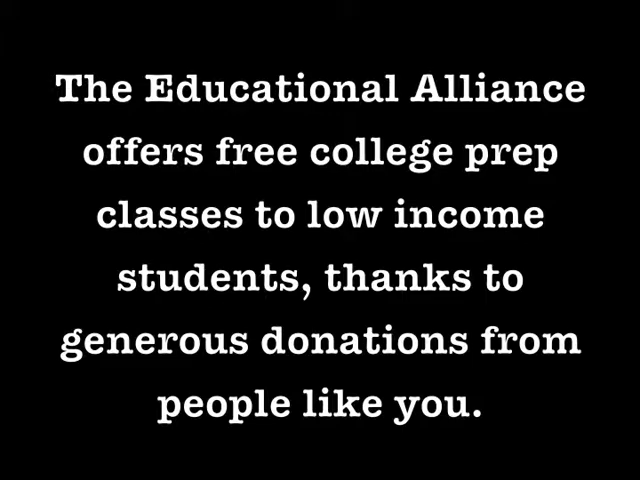 The Educational Alliance
offers free college prep
classes to low income
students, thanks to
generous donations from
people like you.